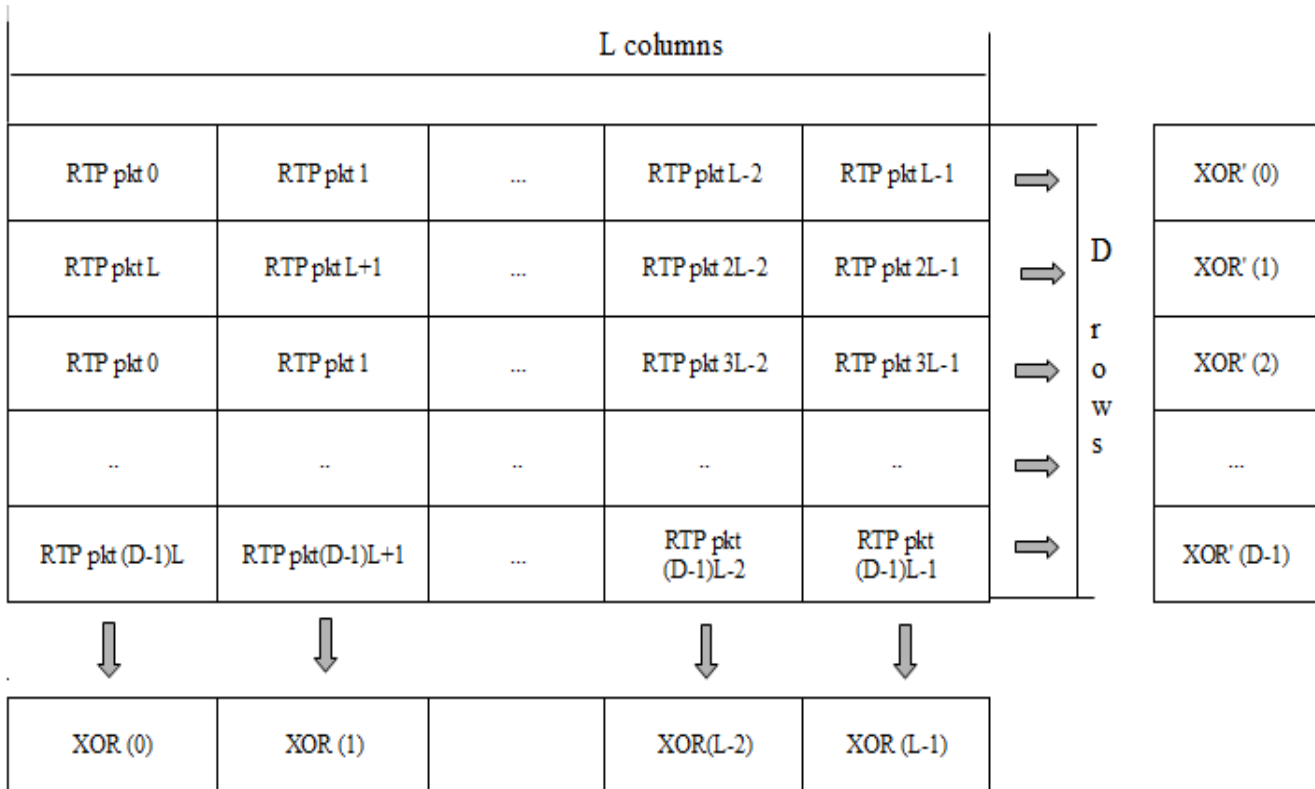 L columns
RTP pkt 0 RTP pkt 1 ... RTP pkt L-2 RTP pkt L-1 XOR' (0)
RTP pkt L RTP pkt L+1 ... RTP pkt 2L-2 RTP pkt 2L-1 D XOR' (1)
RTP pkt 0 RTP pkt 1 ... RTP pkt 3L-2 RTP pkt 3L-1 rows XOR' (2)
.. .. .. .. .. ...
RTP pkt (D-1)L RTP pkt(D-1)L+1 ... RTP pkt (D-1)L-2 RTP pkt (D-1)L-1 XOR' (D-1)
XOR (0) XOR (1) XOR(L-2) XOR (L-1)